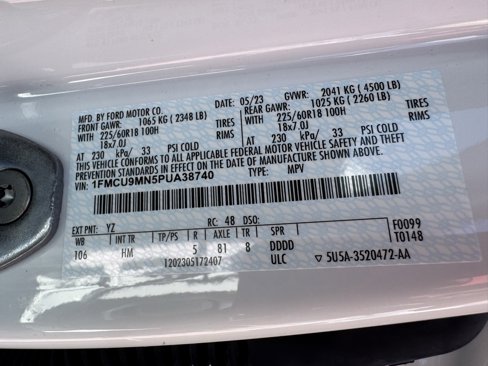 MFD. BY FORD MOTOR CO.
DATE: 05/23 GVWR: 2041 KG ( 4500 LB)
FRONT GAWR: 1065 KG ( 2348 LB) REAR GAWR: 1025 KG ( 2260 LB)
WITH 225/60R18 100H TIRES WITH 225/60R18 100H TIRES
18x7.0J RIMS 18x7.0J RIMS
AT 230 kPa/ 33 PSI COLD AT 230 kPa/ 33 PSI COLD
THIS VEHICLE CONFORMS TO ALL APPLICABLE FEDERAL MOTOR VEHICLE SAFETY AND THEFT
PREVENTION STANDARDS IN EFFECT ON THE DATE OF MANUFACTURE SHOWN ABOVE.
VIN: 1FMCU9MN5PUA38740 TYPE: MPV
EXT PNT: YZ RC: 48 DSO: F0099
WB INT TR TP/PS R AXLE TR SPR T0148
106 HM 5 81 8 DDDD
1202305172407 ULC ▽ 5U5A-3520472-AA